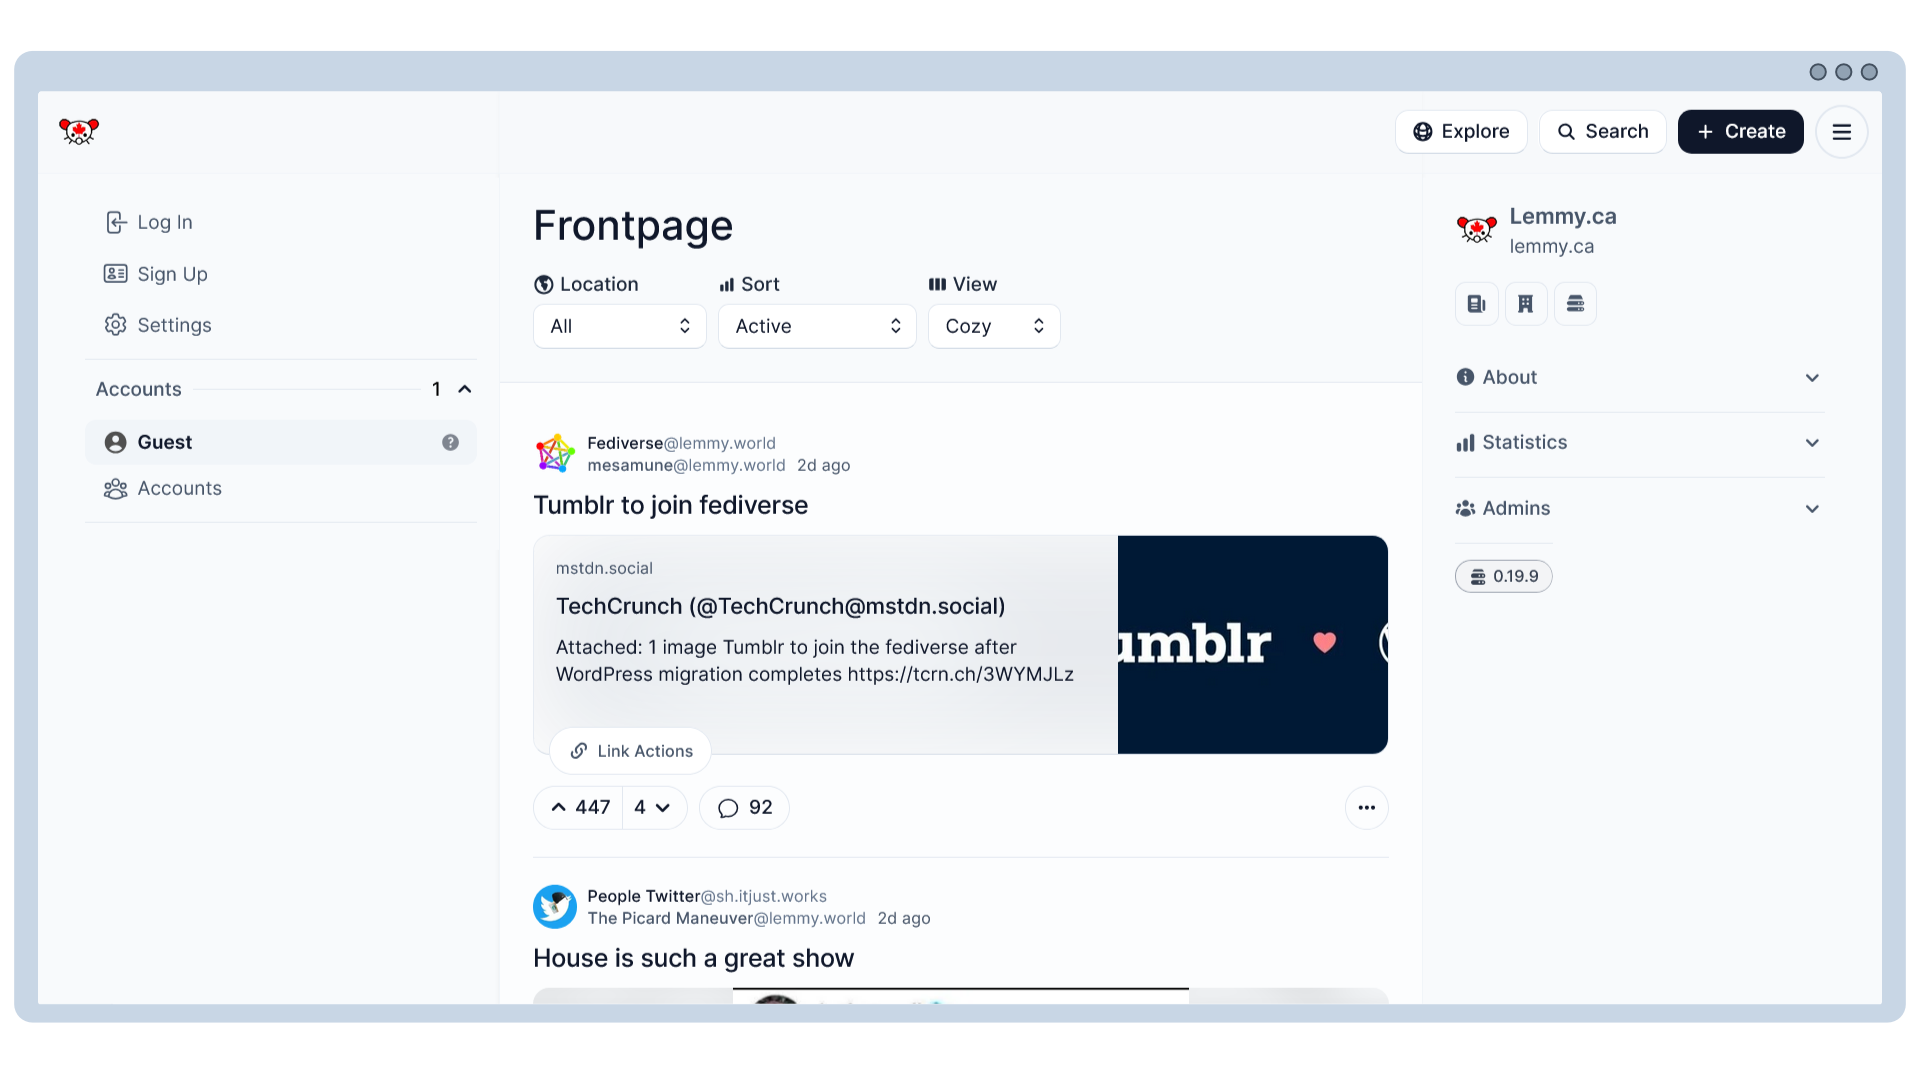 Explore
Search
Create
Log In
Sign Up
Settings
Accounts 1
Guest
Accounts
Frontpage
Location
Sort
View
All
Active
Cozy
Fediverse@lemmy.world
mesamune@lemmy.world 2d ago
Tumblr to join fediverse
mstdn.social
TechCrunch (@TechCrunch@mstdn.social)
Attached: 1 image Tumblr to join the fediverse after
WordPress migration completes https://tcrn.ch/3WYMJLz
umblr
Link Actions
447 4 92
People Twitter@sh.itjust.works
The Picard Maneuver@lemmy.world 2d ago
House is such a great show
Lemmy.ca
lemmy.ca
About
Statistics
Admins
0.19.9